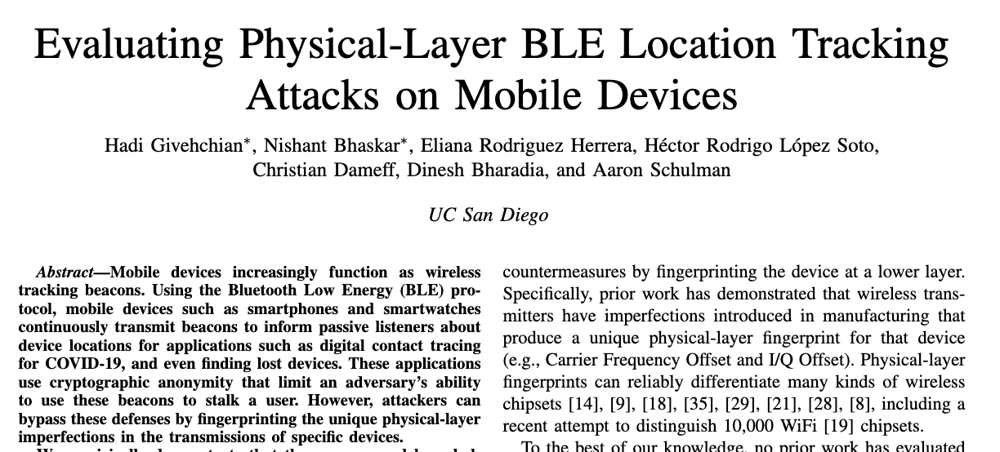 Evaluating Physical-Layer BLE Location Tracking
Attacks on Mobile Devices
Hadi Givehchian*, Nishant Bhaskar*, Eliana Rodriguez Herrera, Héctor Rodrigo López Soto,
Christian Dameff, Dinesh Bharadia, and Aaron Schulman
UC San Diego
Abstract—Mobile devices increasingly function as wireless
tracking beacons. Using the Bluetooth Low Energy (BLE) pro-
tocol, mobile devices such as smartphones and smartwatches
continuously transmit beacons to inform passive listeners about
device locations for applications such as digital contact tracing
for COVID-19, and even finding lost devices. These applications
use cryptographic anonymity that limit an adversary's ability
to use these beacons to stalk a user. However, attackers can
bypass these defenses by fingerprinting the unique physical-layer
imperfections in the transmissions of specific devices.
countermeasures by fingerprinting the device at a lower layer.
Specifically, prior work has demonstrated that wireless trans-
mitters have imperfections introduced in manufacturing that
produce a unique physical-layer fingerprint for that device
(e.g., Carrier Frequency Offset and I/Q Offset). Physical-layer
fingerprints can reliably differentiate many kinds of wireless
chipsets [14], [9], [18], [35], [29], [21], [28], [8], including a
recent attempt to distinguish 10,000 WiFi [19] chipsets.
To the best of our knowledge, no prior work has evaluated